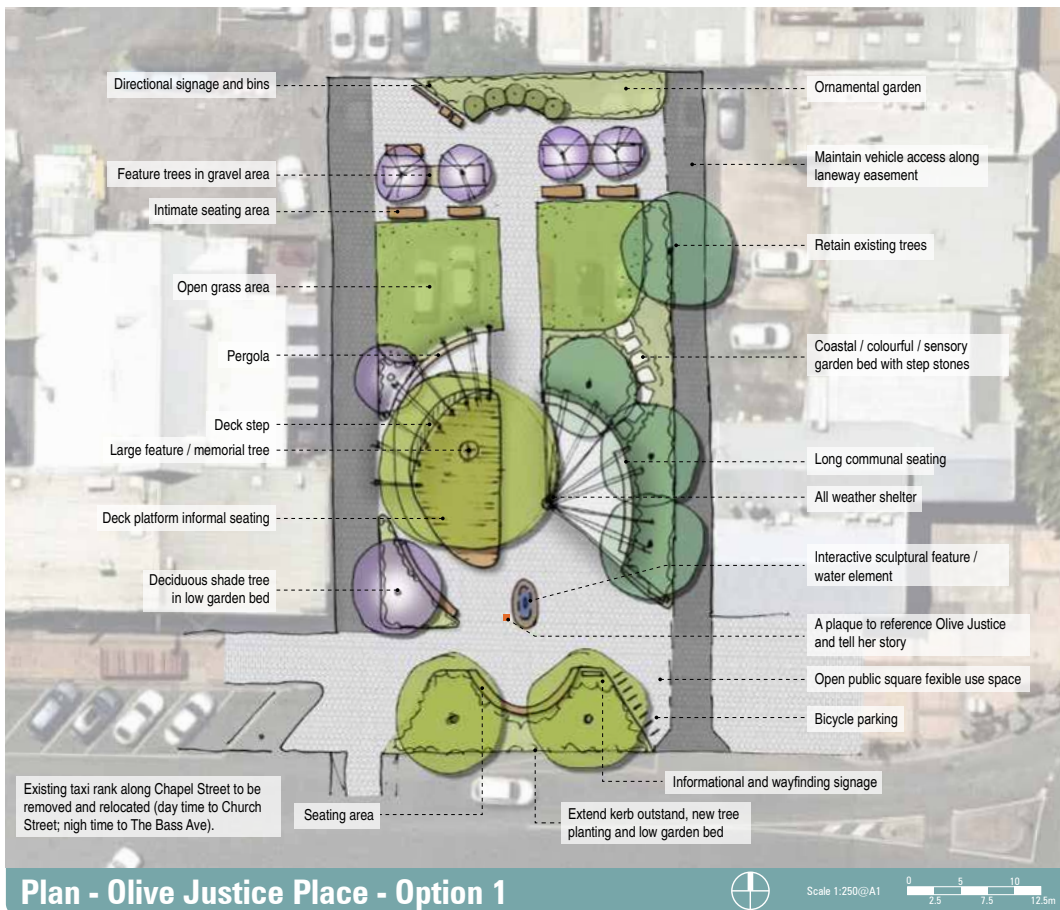 Directional signage and bins
Feature trees in gravel area
Intimate seating area
Open grass area
Pergola
Deck step
Large feature / memorial tree
Deck platform informal seating
Deciduous shade tree
in low garden bed
Ornamental garden
Maintain vehicle access along
laneway easement
Retain existing trees
Coastal / colourful / sensory
garden bed with step stones
Long communal seating
All weather shelter
Interactive sculptural feature /
water element
A plaque to reference Olive Justice
and tell her story
Open public square fexible use space
Bicycle parking
Informational and wayfinding signage
Existing taxi rank along Chapel Street to be
removed and relocated (day time to Church
Street; nigh time to The Bass Ave).
Seating area
Extend kerb outstand, new tree
planting and low garden bed
Plan - Olive Justice Place - Option 1
Scale 1:250@A1
0 5 10
2.5 7.5 12.5m